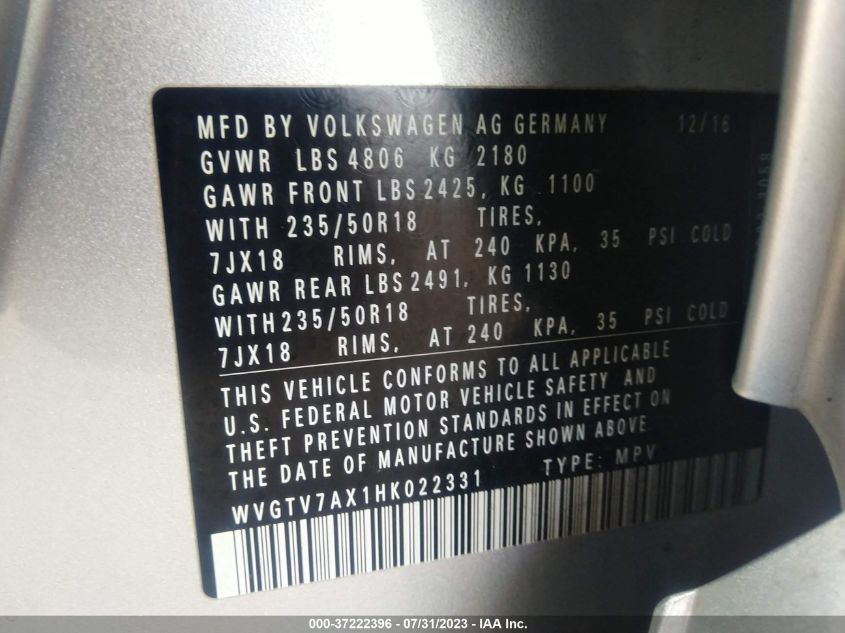 MFD BY VOLKSWAGEN AG GERMANY 12/16
GVWR LBS 4806 KG 2180
GAWR FRONT LBS 2425, KG 1100
WITH 235/50R18 TIRES,
7JX18 RIMS, AT 240 KPA, 35 PSI COLD
GAWR REAR LBS 2491, KG 1130
WITH 235/50R18 TIRES,
7JX18 RIMS, AT 240 KPA, 35 PSI COLD
THIS VEHICLE CONFORMS TO ALL APPLICABLE
U.S. FEDERAL MOTOR VEHICLE SAFETY AND
THEFT PREVENTION STANDARDS IN EFFECT ON
THE DATE OF MANUFACTURE SHOWN ABOVE
WVGTV7AX1HK022331 TYPE: MPV
000-37222396 - 07/31/2023 - IAA Inc.